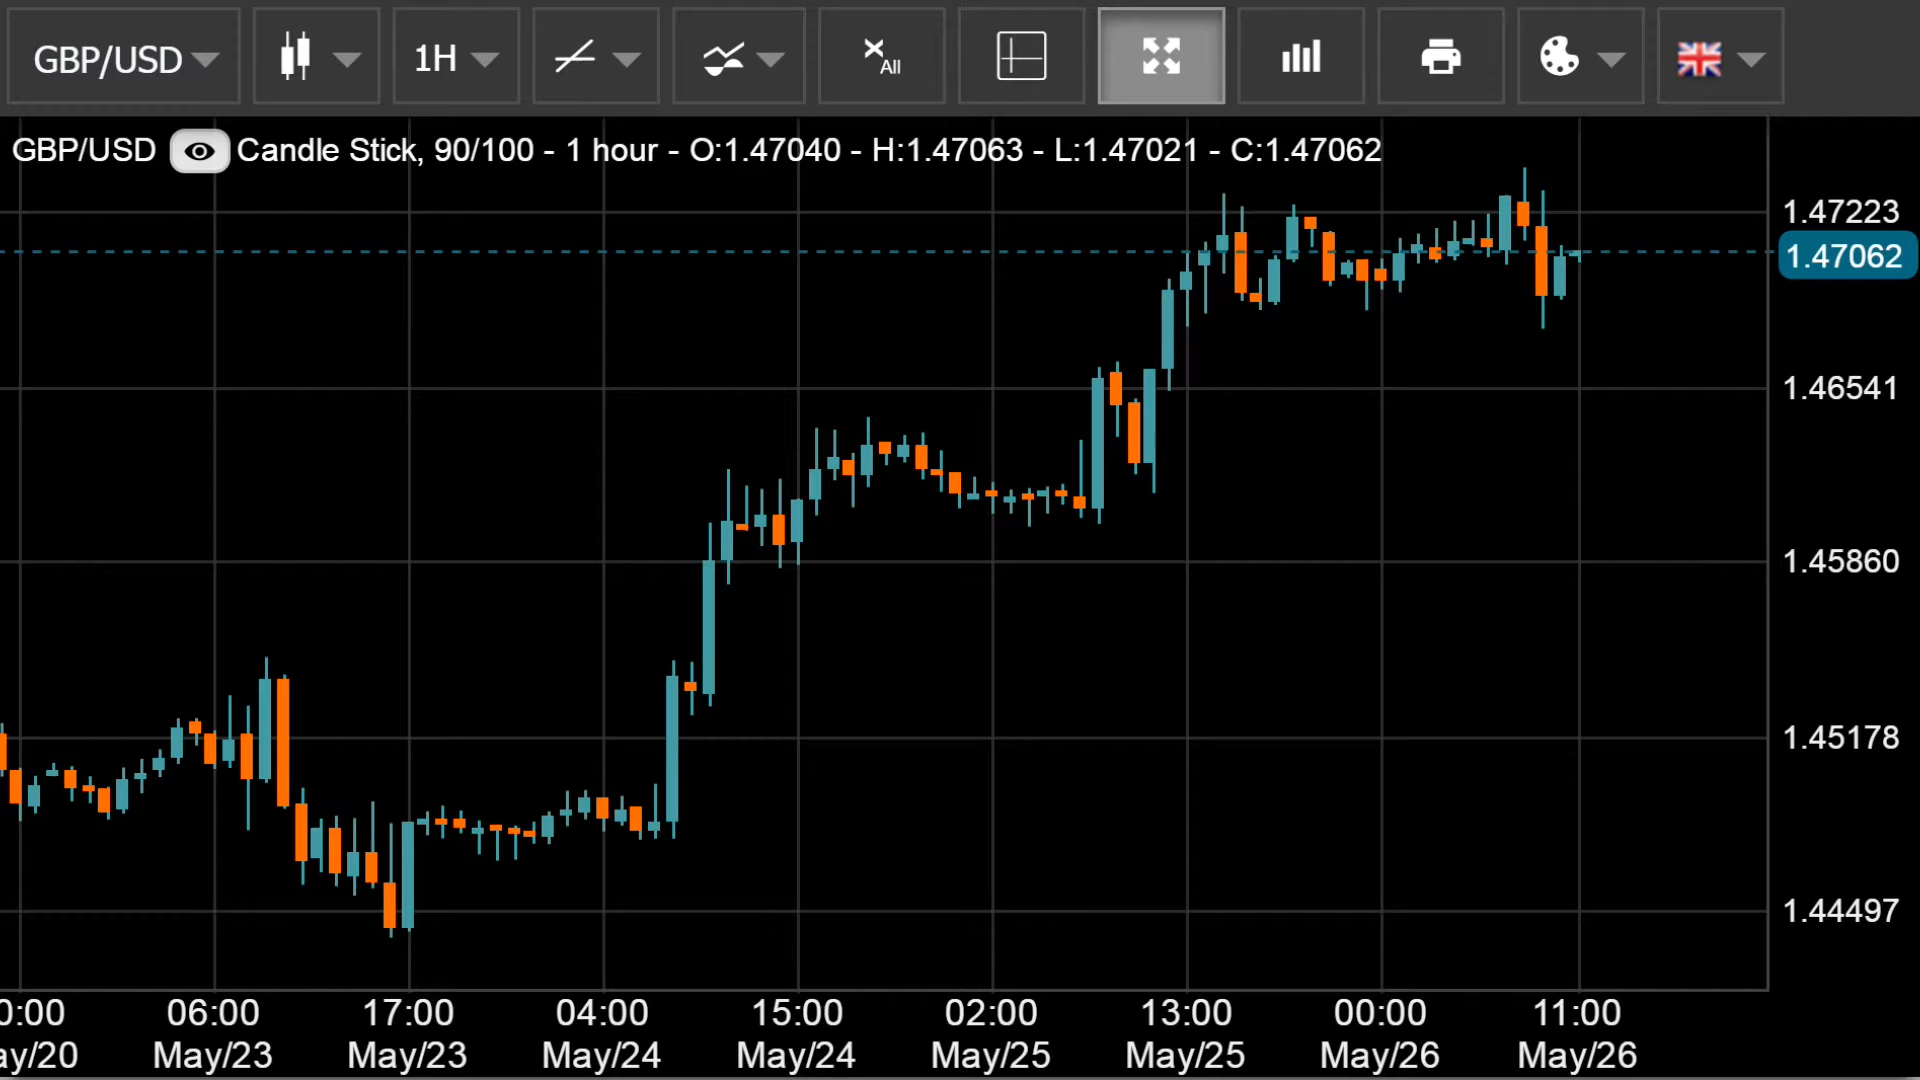 GBP/USD 1H All
GBP/USD Candle Stick, 90/100 - 1 hour - O:1.47040 - H:1.47063 - L:1.47021 - C:1.47062
1.47223
1.47062
1.46541
1.45860
1.45178
1.44497
0:00 06:00 17:00 04:00 15:00 02:00 13:00 00:00 11:00
ay/20 May/23 May/23 May/24 May/24 May/25 May/25 May/26 May/26